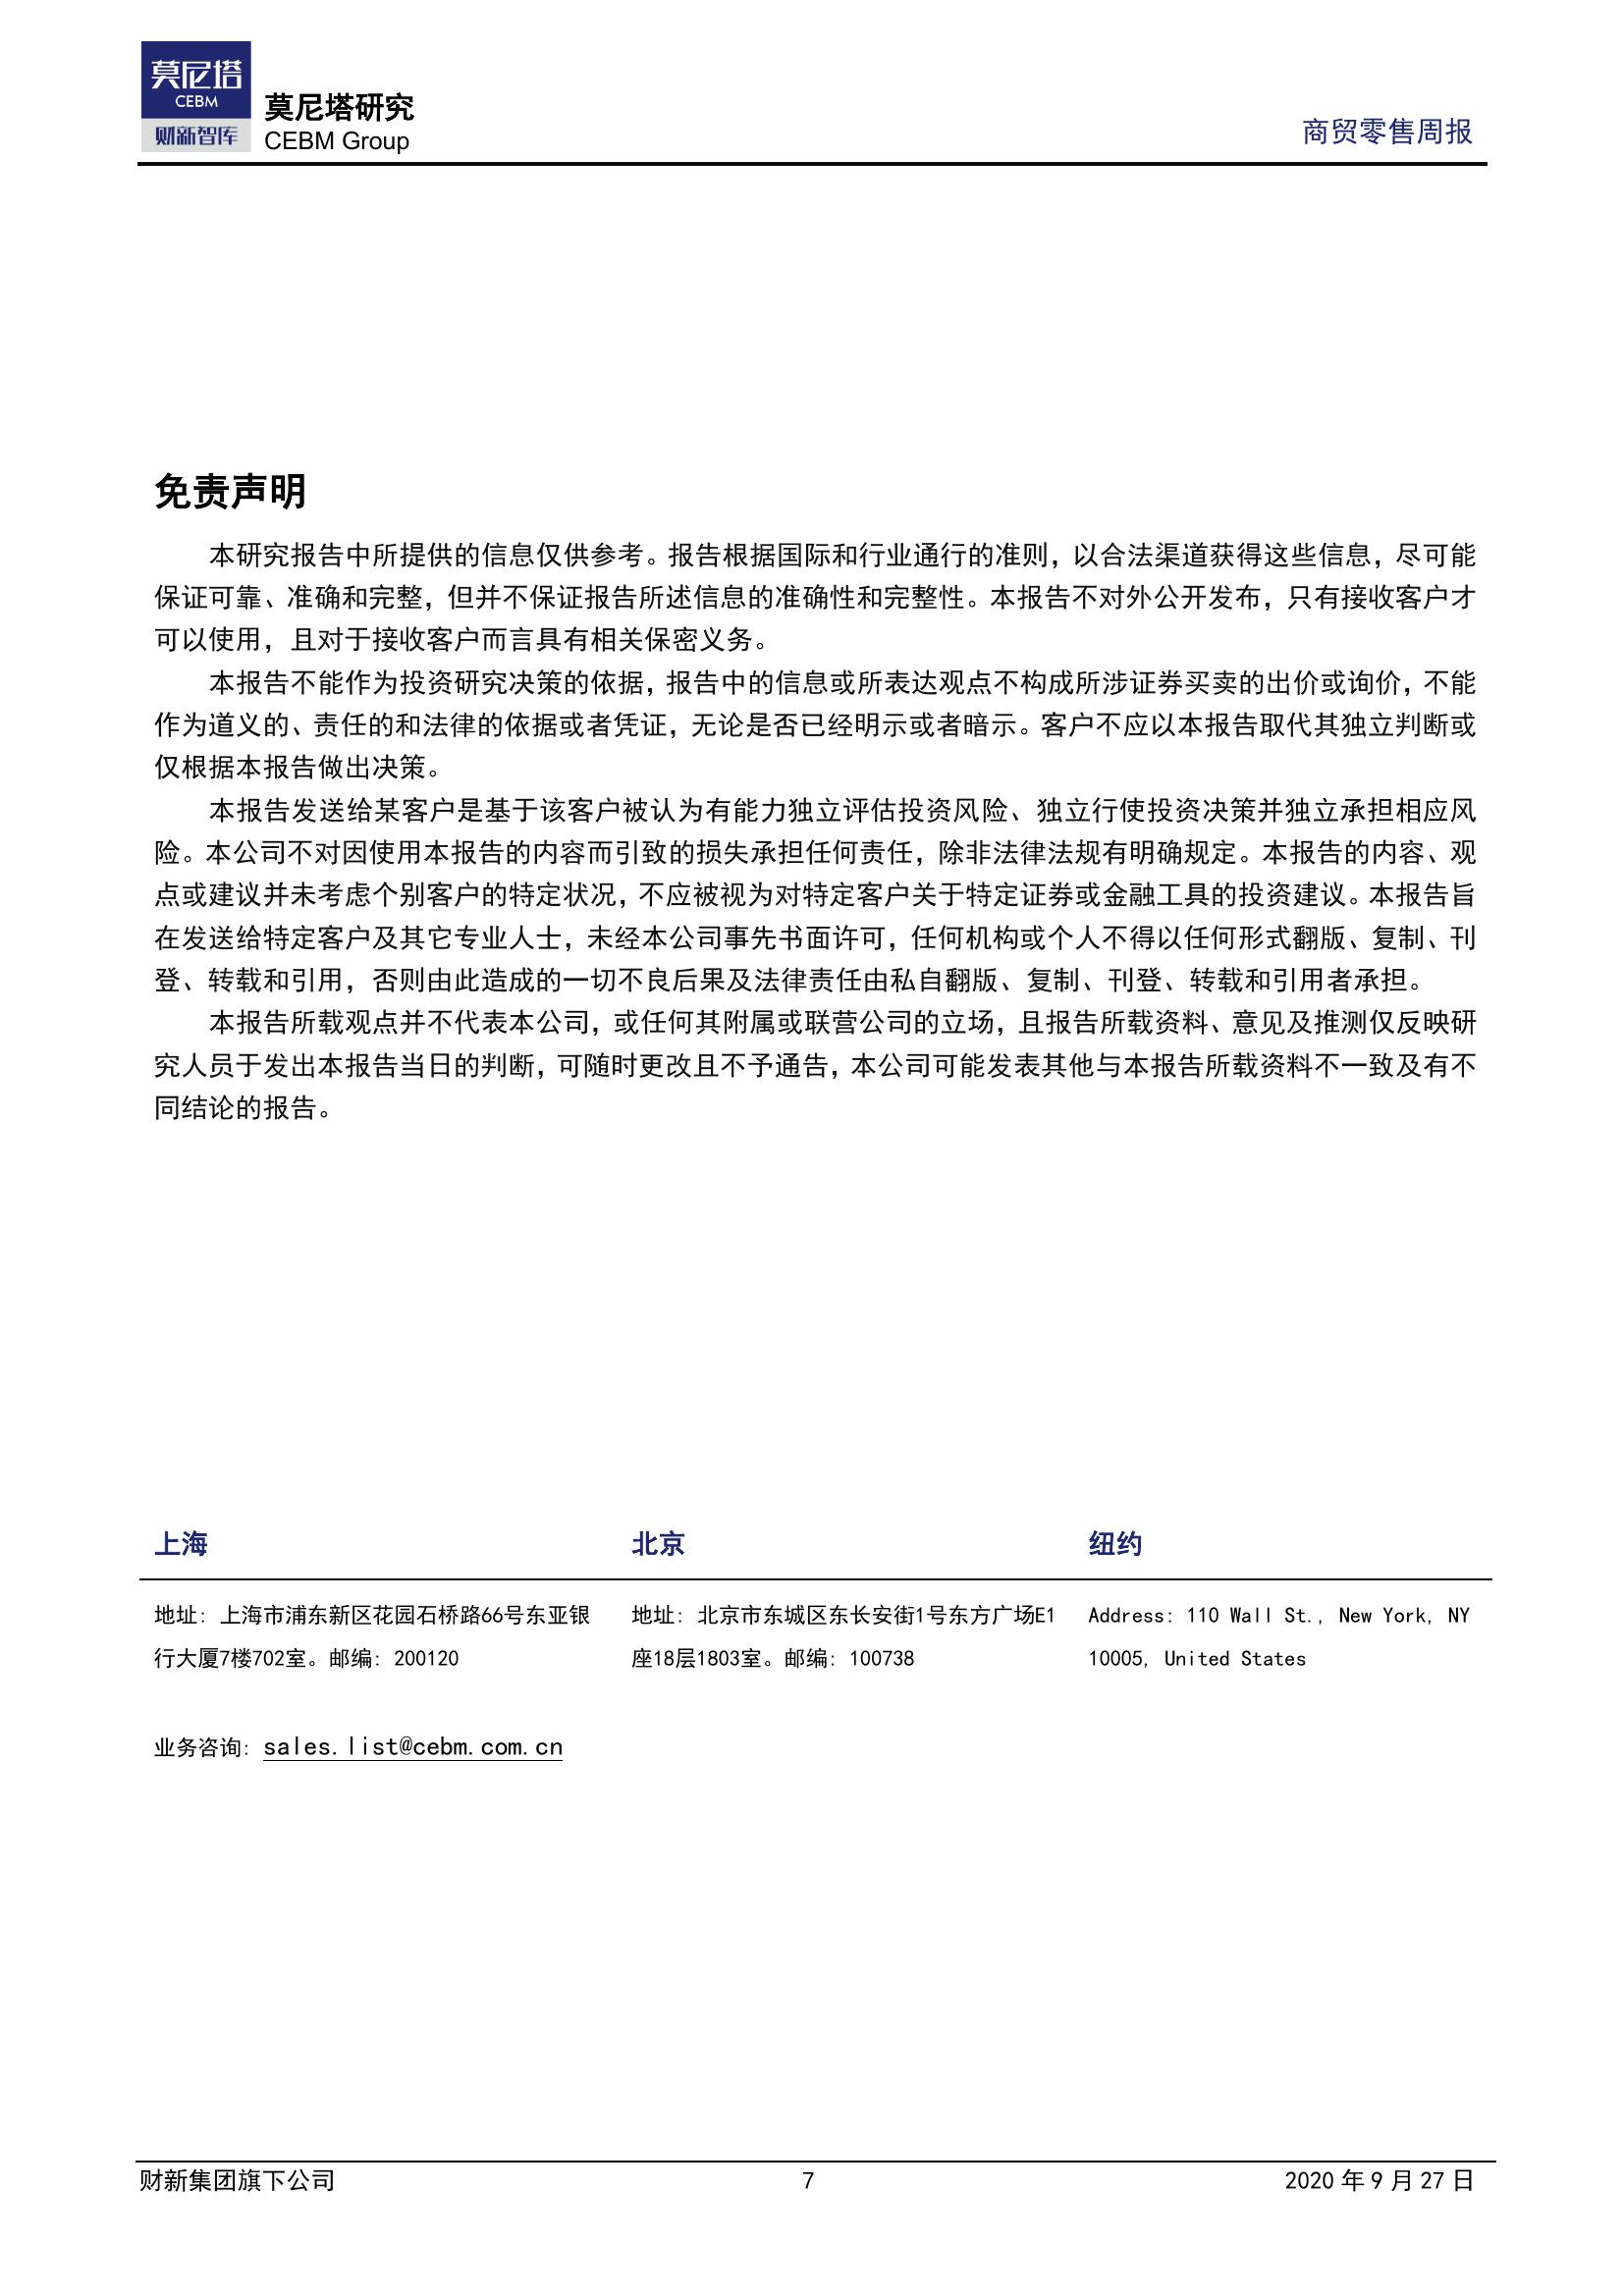 莫尼塔
CEBM
财新智库
莫尼塔研究
CEBM Group
商贸零售周报
免责声明
本研究报告中所提供的信息仅供参考。报告根据国际和行业通行的准则，以合法渠道获得这些信息，尽可能
保证可靠、准确和完整，但并不保证报告所述信息的准确性和完整性。本报告不对外公开发布，只有接收客户才
可以使用，且对于接收客户而言具有相关保密义务。
本报告不能作为投资研究决策的依据，报告中的信息或所表达观点不构成所涉证券买卖的出价或询价，不能
作为道义的、责任的和法律的依据或者凭证，无论是否已经明示或者暗示。客户不应以本报告取代其独立判断或
仅根据本报告做出决策。
本报告发送给某客户是基于该客户被认为有能力独立评估投资风险、独立行使投资决策并独立承担相应风
险。本公司不对因使用本报告的内容而引致的损失承担任何责任，除非法律法规有明确规定。本报告的内容、观
点或建议并未考虑个别客户的特定状况，不应被视为对特定客户关于特定证券或金融工具的投资建议。本报告旨
在发送给特定客户及其它专业人士，未经本公司事先书面许可，任何机构或个人不得以任何形式翻版、复制、刊
登、转载和引用，否则由此造成的一切不良后果及法律责任由私自翻版、复制、刊登、转载和引用者承担。
本报告所载观点并不代表本公司，或任何其附属或联营公司的立场，且报告所载资料、意见及推测仅反映研
究人员于发出本报告当日的判断，可随时更改且不予通告，本公司可能发表其他与本报告所载资料不一致及有不
同结论的报告。
上海
地址：上海市浦东新区花园石桥路66号东亚银
行大厦7楼702室。邮编：200120
北京
地址：北京市东城区东长安街1号东方广场E1
座18层1803室。邮编：100738
纽约
Address: 110 Wall St., New York, NY
10005, United States
业务咨询：sales.list@cebm.com.cn
财新集团旗下公司
7
2020 年 9 月 27 日